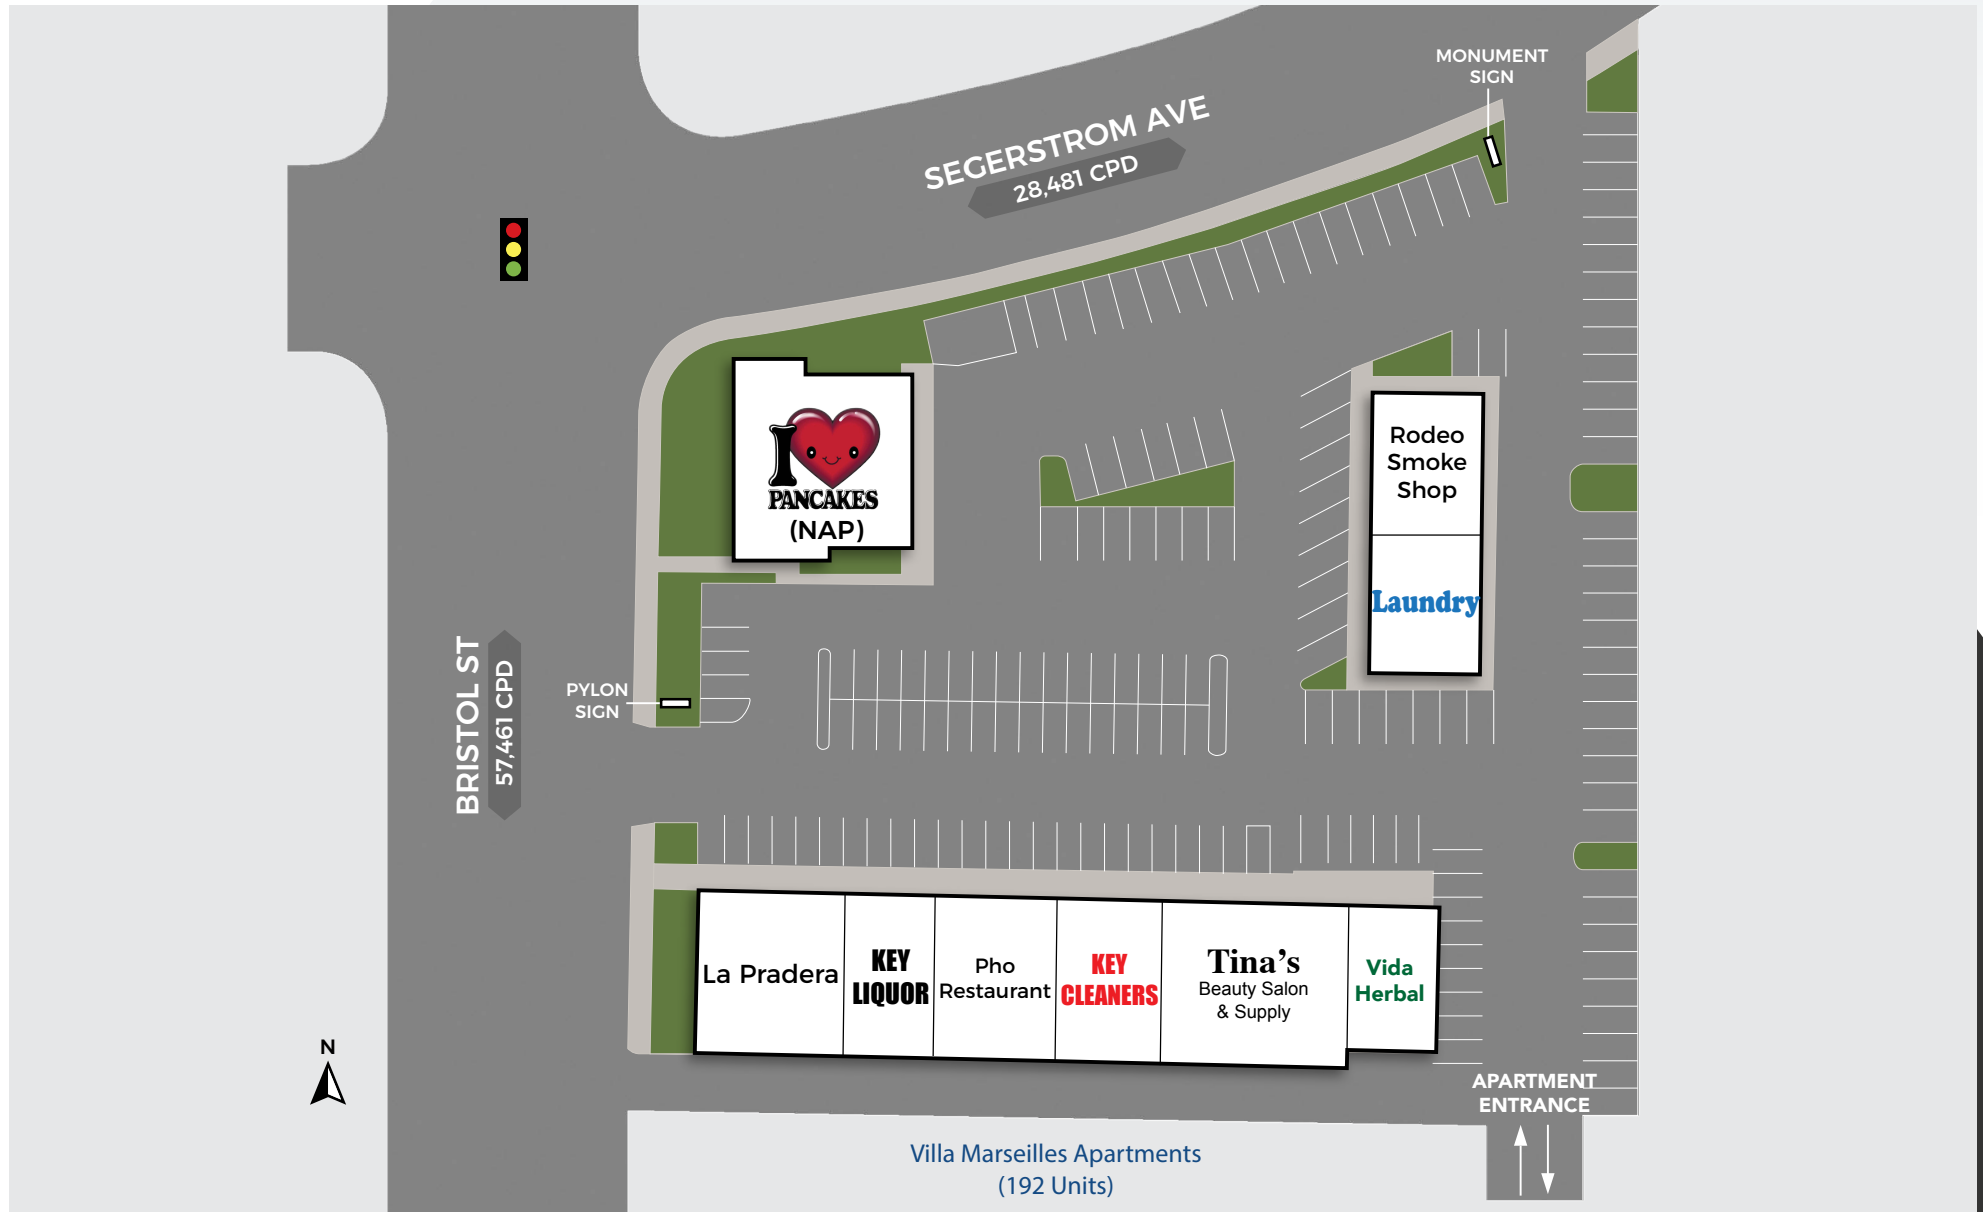 MONUMENT
SIGN
SEGERSTROM AVE
28,481 CPD
I
PANCAKES
(NAP)
Rodeo
Smoke
Shop
Laundry
BRISTOL ST
57,461 CPD
PYLON
SIGN
La Pradera
KEY
LIQUOR
Pho
Restaurant
KEY
CLEANERS
Tina's
Beauty Salon
& Supply
Vida
Herbal
N
APARTMENT
ENTRANCE
Villa Marseilles Apartments
(192 Units)